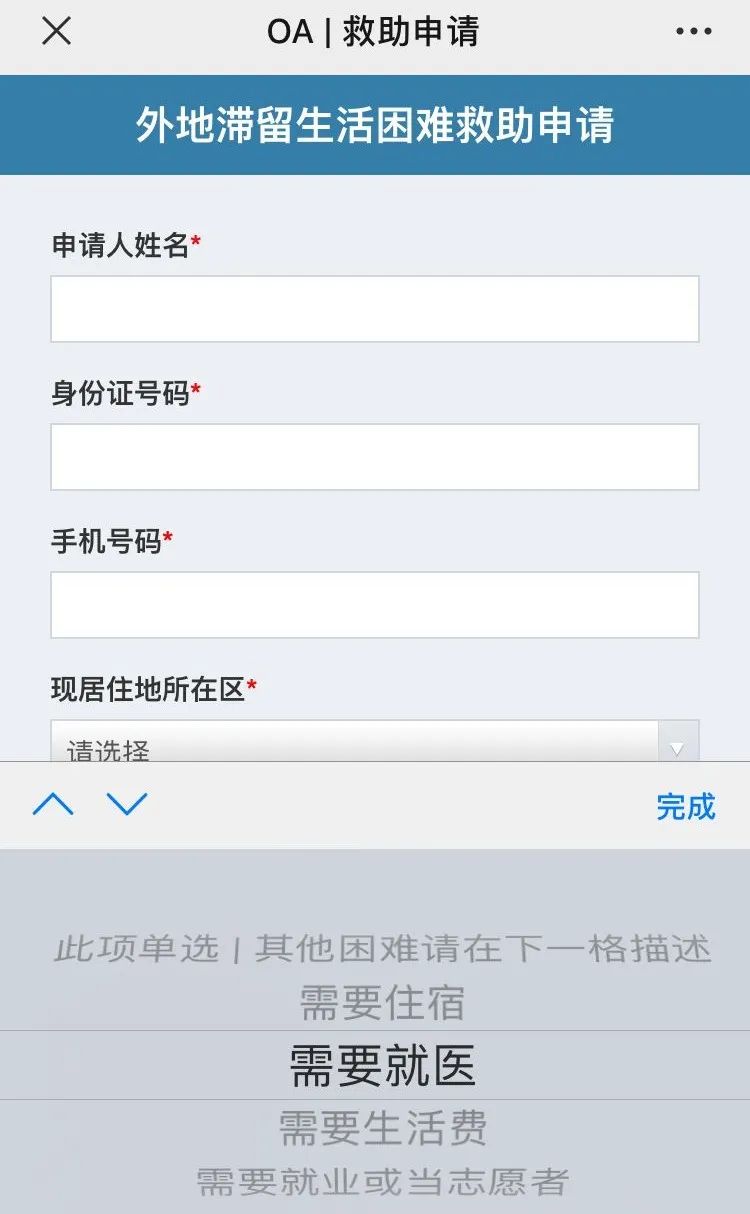 OA | 救助申请
外地滞留生活困难救助申请
申请人姓名*
身份证号码*
手机号码*
现居住地所在区*
请选择
完成
此项单选 | 其他困难请在下一格描述
需要住宿
需要就医
需要生活费
需要就业或当志愿者